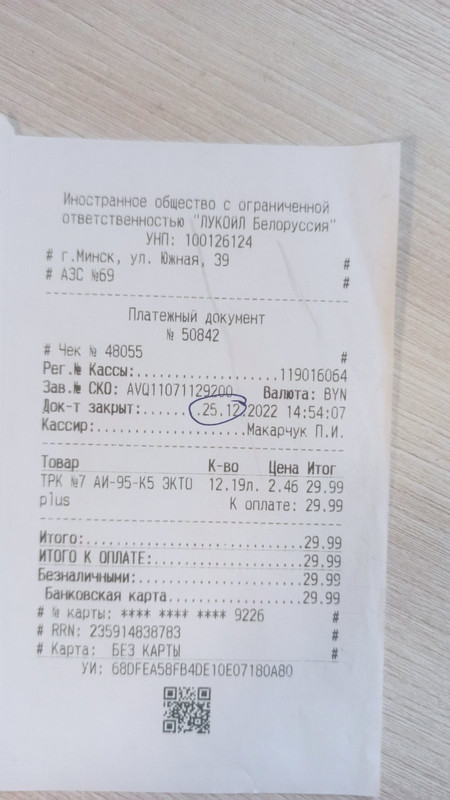 Иностранное общество с ограниченной
ответственностью "ЛУКОЙЛ Белоруссия"
УНП: 100126124
# г.Минск, ул. Южная, 39 #
# АЗС №69 #
Платежный документ
№ 50842
# Чек № 48055 #
Рег.№ Кассы:...................119016064
Зав.№ СКО: AVQ11071129200 Валюта: BYN
Док-т закрыт:.......25.12.2022 14:54:07
Кассир:....................Макарчук П.И.
Товар К-во Цена Итог
ТРК №7 АИ-95-К5 ЭКТО 12.19л. 2.46 29.99
plus К оплате: 29.99
Итого:.............................29.99
ИТОГО К ОПЛАТЕ:....................29.99
Безналичными:......................29.99
Банковская карта...................29.99
# № карты: **** **** **** 9226 #
# RRN: 235914838783 #
# Карта: БЕЗ КАРТЫ #
УИ: 68DFEA58FB4DE10E07180A80